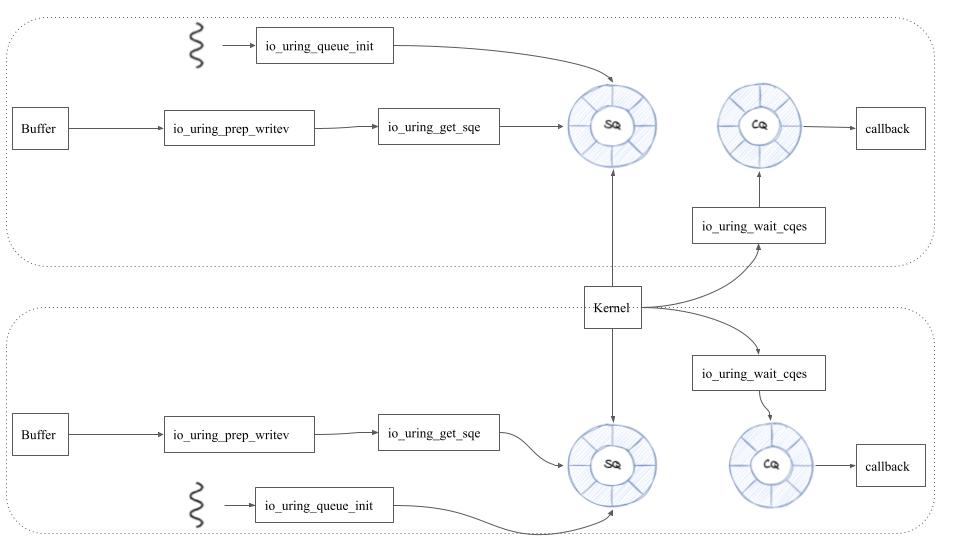 io_uring_queue_init
Buffer
io_uring_prep_writev
io_uring_get_sqe
SQ
CQ
callback
io_uring_wait_cqes
Kernel
io_uring_wait_cqes
Buffer
io_uring_prep_writev
io_uring_get_sqe
SQ
CQ
callback
io_uring_queue_init